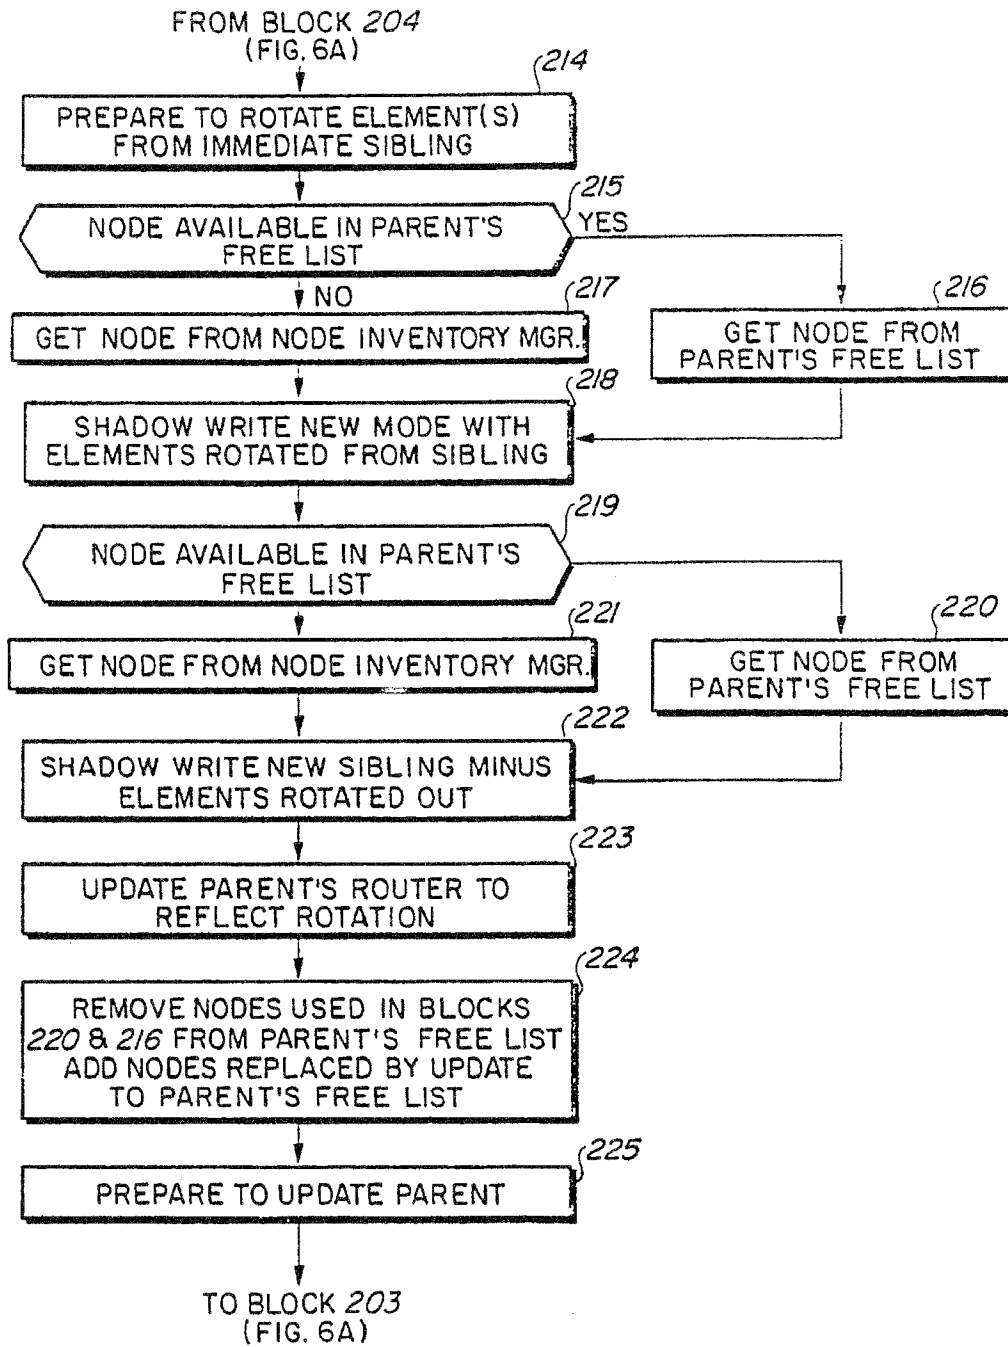 FROM BLOCK 204
(FIG. 6A)
214
PREPARE TO ROTATE ELEMENT(S)
FROM IMMEDIATE SIBLING
215
NODE AVAILABLE IN PARENT'S
FREE LIST
YES
NO
217
GET NODE FROM NODE INVENTORY MGR.
216
GET NODE FROM
PARENT'S FREE LIST
218
SHADOW WRITE NEW MODE WITH
ELEMENTS ROTATED FROM SIBLING
219
NODE AVAILABLE IN PARENT'S
FREE LIST
221
GET NODE FROM NODE INVENTORY MGR.
220
GET NODE FROM
PARENT'S FREE LIST
222
SHADOW WRITE NEW SIBLING MINUS
ELEMENTS ROTATED OUT
223
UPDATE PARENT'S ROUTER TO
REFLECT ROTATION
224
REMOVE NODES USED IN BLOCKS
220 & 216 FROM PARENT'S FREE LIST
ADD NODES REPLACED BY UPDATE
TO PARENT'S FREE LIST
225
PREPARE TO UPDATE PARENT
TO BLOCK 203
(FIG. 6A)